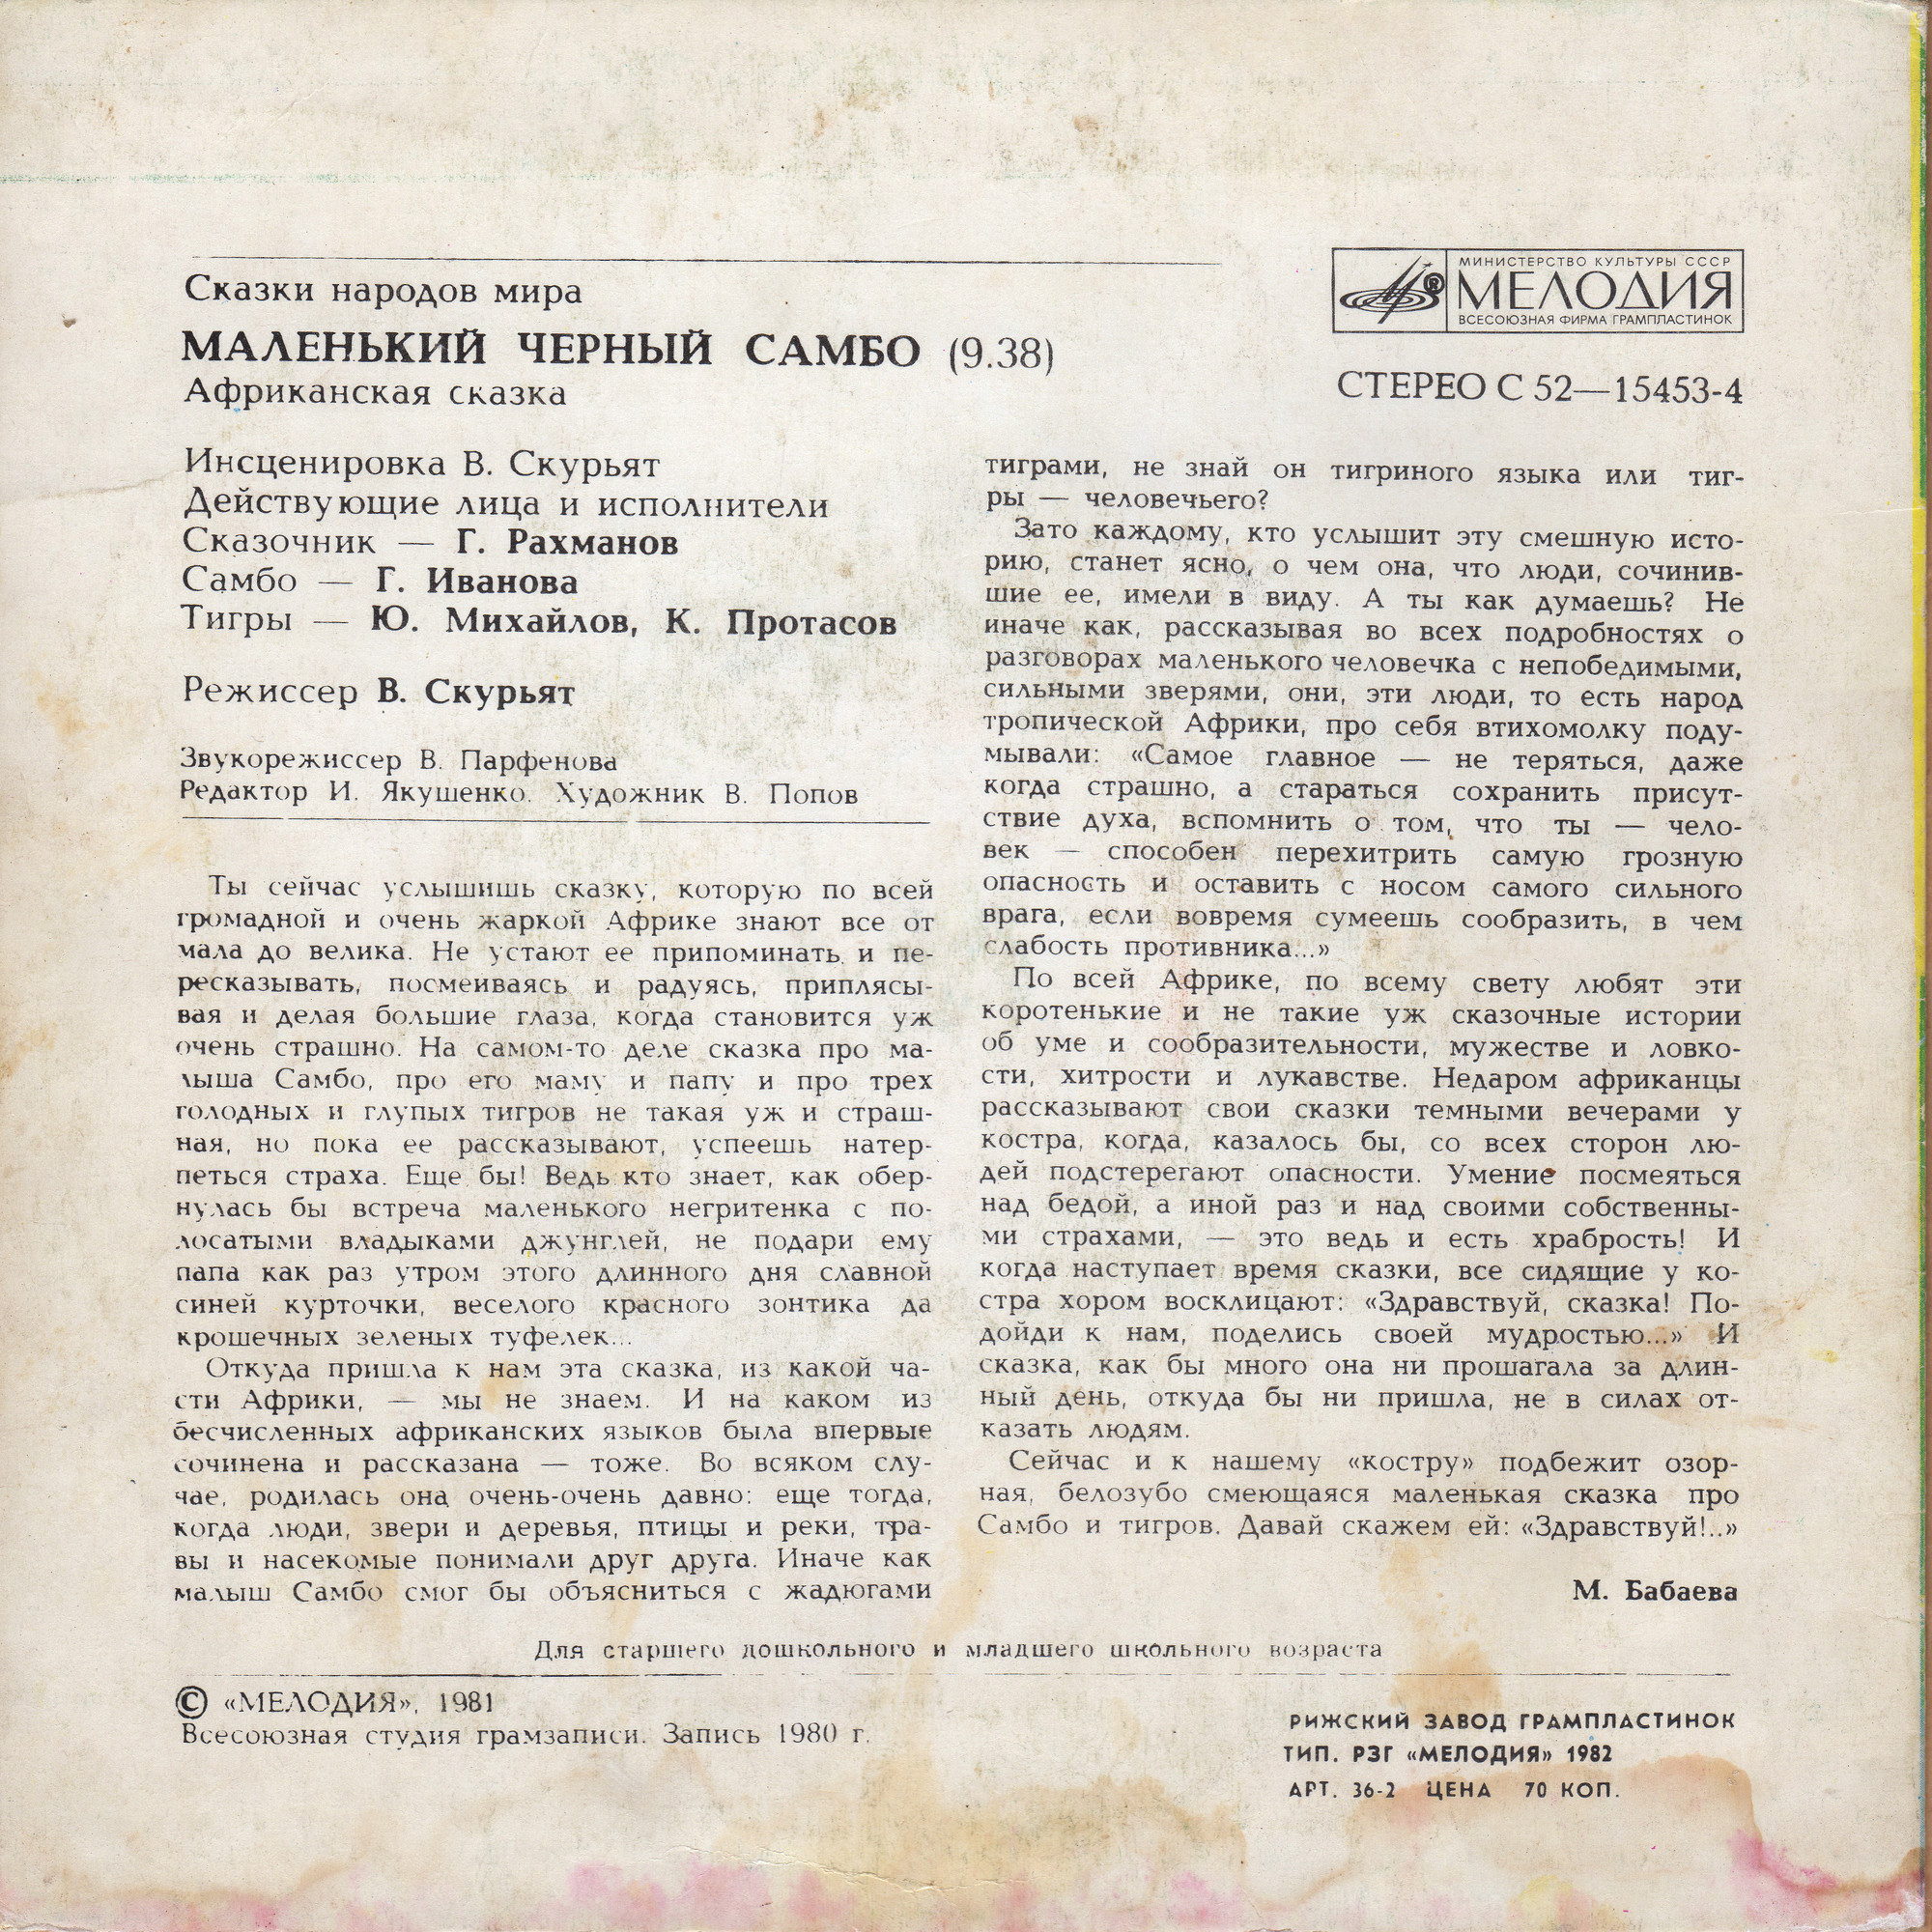 Сказки народов мира
МАЛЕНЬКИЙ ЧЕРНЫЙ САМБО (9.38)
Африканская сказка
МИНИСТЕРСТВО КУЛЬТУРЫ СССР
МЕЛОДИЯ
ВСЕСОЮЗНАЯ ФИРМА ГРАМПЛАСТИНОК
СТЕРЕО С 52—15453-4
Инсценировка В. Скурьят
Действующие лица и исполнители
Сказочник — Г. Рахманов
Самбо — Г. Иванова
Тигры — Ю. Михайлов, К. Протасов
Режиссер В. Скурьят
Звукорежиссер В. Парфенова
Редактор И. Якушенко. Художник В. Попов
Ты сейчас услышишь сказку, которую по всей
громадной и очень жаркой Африке знают все от
мала до велика. Не устают ее припоминать и пе-
ресказывать, посмеиваясь и радуясь, приплясы-
вая и делая большие глаза, когда становится уж
очень страшно. На самом-то деле сказка про ма-
лыша Самбо, про его маму и папу и про трех
голодных и глупых тигров не такая уж и страш-
ная, но пока ее рассказывают, успеешь натер-
петься страха. Еще бы! Ведь кто знает, как обер-
нулась бы встреча маленького негритенка с по-
лосатыми владыками джунглей, не подари ему
папа как раз утром этого длинного дня славной
синей курточки, веселого красного зонтика да
крошечных зеленых туфелек...
Откуда пришла к нам эта сказка, из какой ча-
сти Африки, — мы не знаем. И на каком из
бесчисленных африканских языков была впервые
сочинена и рассказана — тоже. Во всяком слу-
чае, родилась она очень-очень давно: еще тогда,
когда люди, звери и деревья, птицы и реки, тра-
вы и насекомые понимали друг друга. Иначе как
малыш Самбо смог бы объясниться с жадюгами
тиграми, не знай он тигриного языка или тиг-
ры — человечьего?
Зато каждому, кто услышит эту смешную исто-
рию, станет ясно, о чем она, что люди, сочинив-
шие ее, имели в виду. А ты как думаешь? Не
иначе как, рассказывая во всех подробностях о
разговорах маленького человечка с непобедимыми,
сильными зверями, они, эти люди, то есть народ
тропической Африки, про себя втихомолку поду-
мывали: «Самое главное — не теряться, даже
когда страшно, а стараться сохранить присут-
ствие духа, вспомнить о том, что ты — чело-
век — способен перехитрить самую грозную
опасность и оставить с носом самого сильного
врага, если вовремя сумеешь сообразить, в чем
слабость противника...»
По всей Африке, по всему свету любят эти
коротенькие и не такие уж сказочные истории
об уме и сообразительности, мужестве и ловко-
сти, хитрости и лукавстве. Недаром африканцы
рассказывают свои сказки темными вечерами у
костра, когда, казалось бы, со всех сторон лю-
дей подстерегают опасности. Умение посмеяться
над бедой, а иной раз и над своими собственны-
ми страхами, — это ведь и есть храбрость! И
когда наступает время сказки, все сидящие у ко-
стра хором восклицают: «Здравствуй, сказка! По-
дойди к нам, поделись своей мудростью...» И
сказка, как бы много она ни прошагала за длин-
ный день, откуда бы ни пришла, не в силах от-
казать людям.
Сейчас и к нашему «костру» подбежит озор-
ная, белозубо смеющаяся маленькая сказка про
Самбо и тигров. Давай скажем ей: «Здравствуй!..»
М. Бабаева
Для старшего дошкольного и младшего школьного возраста
© «МЕЛОДИЯ», 1981
Всесоюзная студия грамзаписи. Запись 1980 г.
РИЖСКИЙ ЗАВОД ГРАМПЛАСТИНОК
ТИП. РЗГ «МЕЛОДИЯ» 1982
АРТ. 36-2 ЦЕНА 70 КОП.